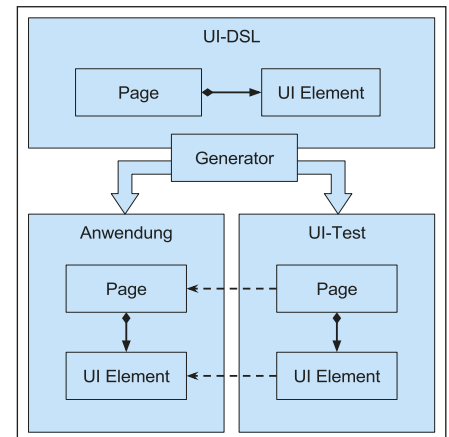 UI-DSL
Page
UI Element
Generator
Anwendung
UI-Test
Page
Page
UI Element
UI Element